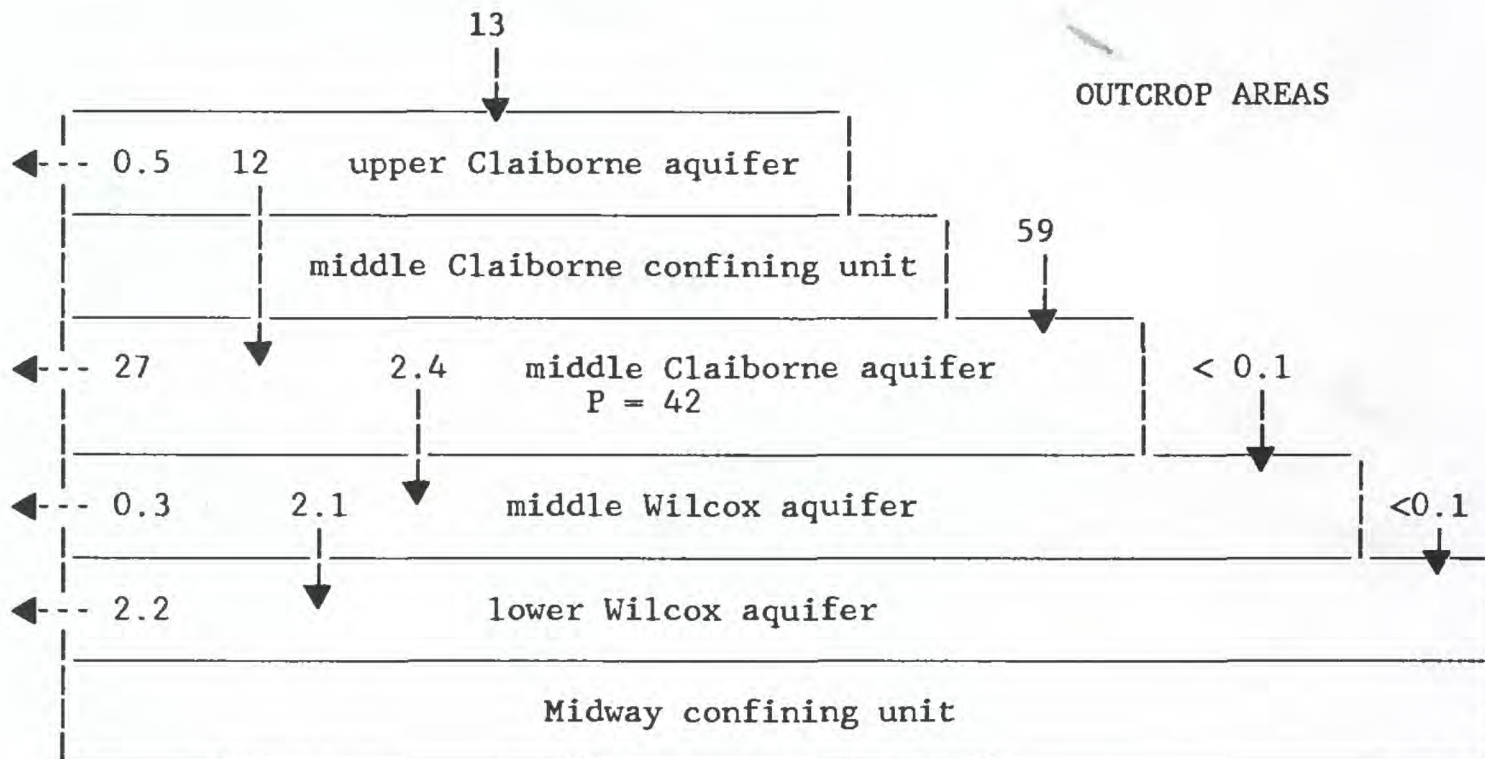 13
OUTCROP AREAS
0.5 12 upper Claiborne aquifer
59
middle Claiborne confining unit
27 2.4 middle Claiborne aquifer < 0.1
P = 42
0.3 2.1 middle Wilcox aquifer <0.1
2.2 lower Wilcox aquifer
Midway confining unit